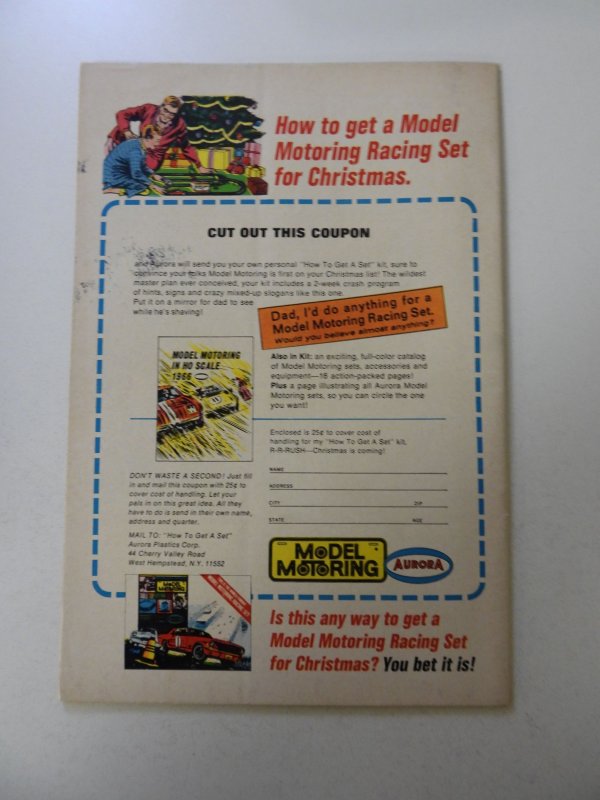 How to get a Model
Motoring Racing Set
for Christmas.
CUT OUT THIS COUPON
and Aurora will send you your own personal "How To Get A Set" kit, sure to
convince your folks Model Motoring is first on your Christmas list! The wildest
master plan ever conceived, your kit includes a 2-week crash program
of hints, signs and crazy mixed-up slogans like this one.
Put it on a mirror for dad to see
while he's shaving!
Dad, I'd do anything for a
Model Motoring Racing Set.
Would you believe almost anything?
MODEL MOTORING
IN HO SCALE
1966
Also in Kit: an exciting, full-color catalog
of Model Motoring sets, accessories and
equipment—16 action-packed pages!
Plus a page illustrating all Aurora Model
Motoring sets, so you can circle the one
you want!
Enclosed is 25¢ to cover cost of
handling for my "How To Get A Set" kit.
R-R-RUSH—Christmas is coming!
NAME
ADDRESS
CITY ZIP
STATE AGE
DON'T WASTE A SECOND! Just fill
in and mail this coupon with 25¢ to
cover cost of handling. Let your
pals in on this great idea. All they
have to do is send in their own name,
address and quarter.
MAIL TO: "How To Get A Set"
Aurora Plastics Corp.
44 Cherry Valley Road
West Hempstead, N.Y. 11552
MODEL
MOTORING
AURORA
MODEL
MOTORING
Is this any way to get a
Model Motoring Racing Set
for Christmas? You bet it is!